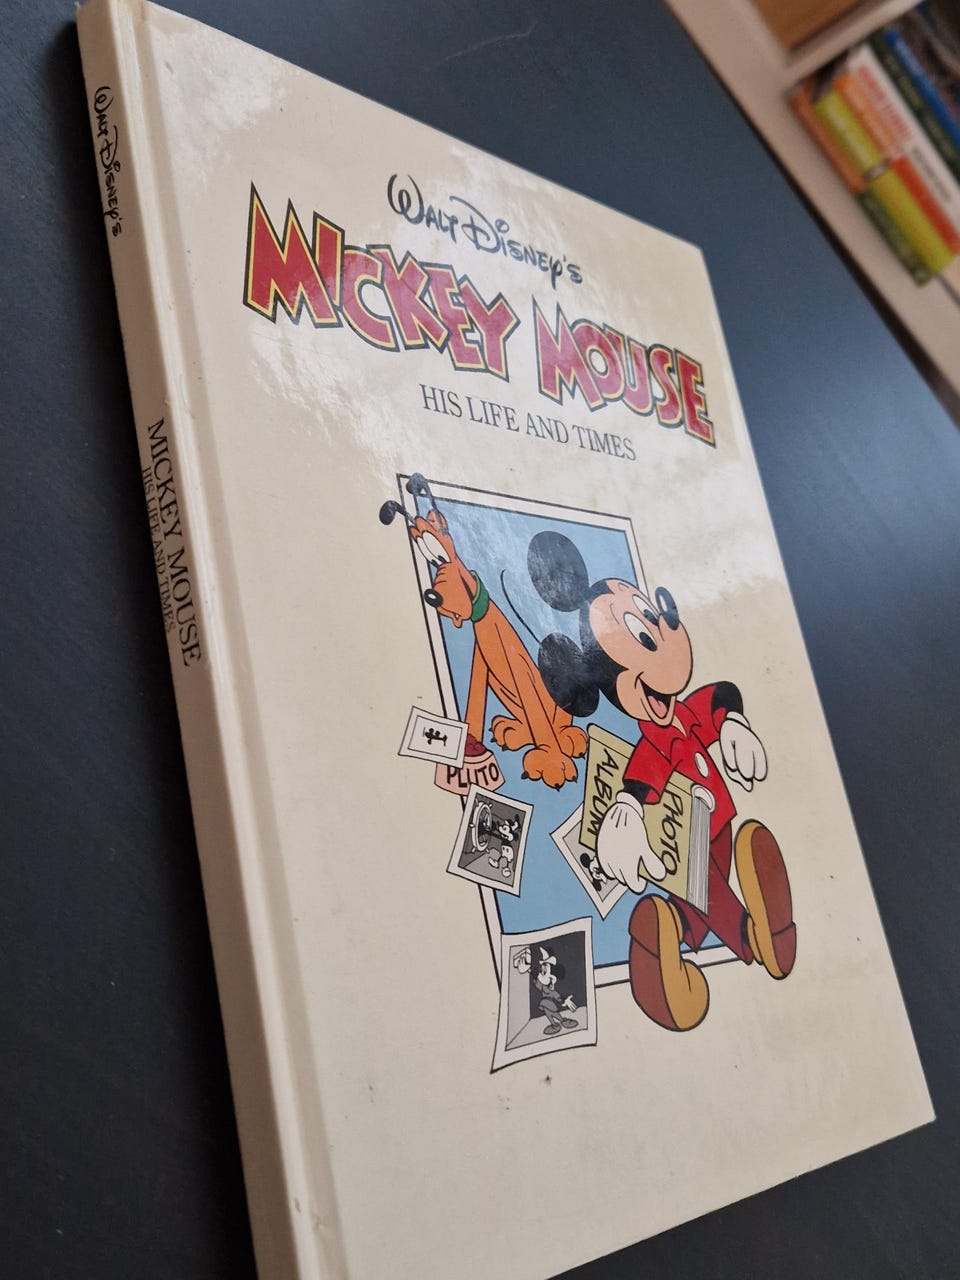 WALT DISNEY'S
MICKEY MOUSE
HIS LIFE AND TIMES
PLUTO
PHOTO
ALBUM
WALT DISNEY'S
MICKEY MOUSE
HIS LIFE AND TIMES